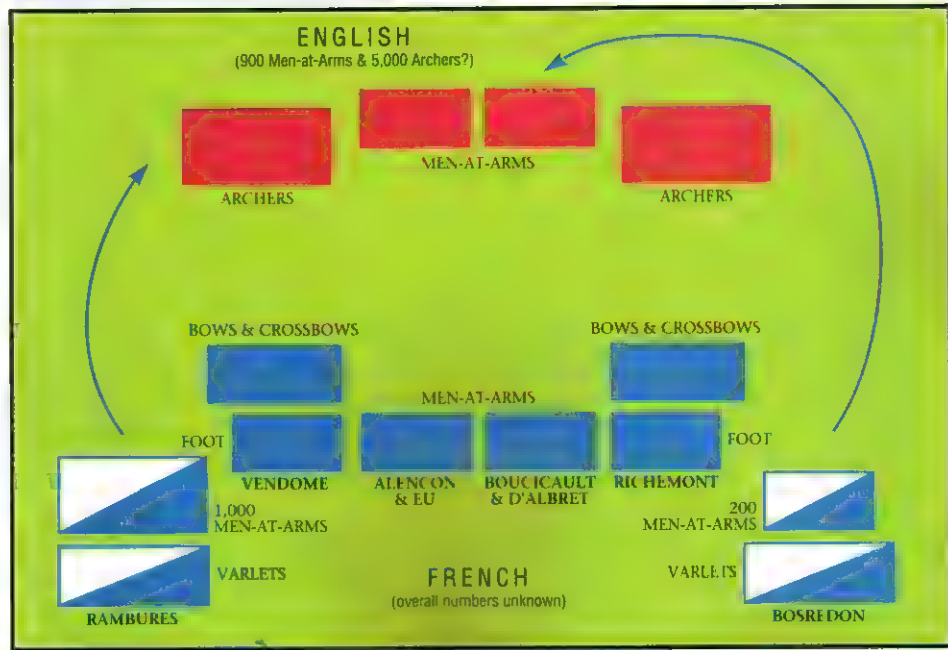 ENGLISH
(900 Men-at-Arms & 5,000 Archers?)
MEN-AT-ARMS
ARCHERS
ARCHERS
BOWS & CROSSBOWS
BOWS & CROSSBOWS
MEN-AT-ARMS
FOOT
FOOT
VENDOME
ALENCON
& EU
BOUCICAULT
& D'ALBRET
RICHEMONT
1,000
MEN-AT-ARMS
200
MEN-AT-ARMS
VARLETS
VARLETS
RAMBURES
FRENCH
(overall numbers unknown)
BOSREDON